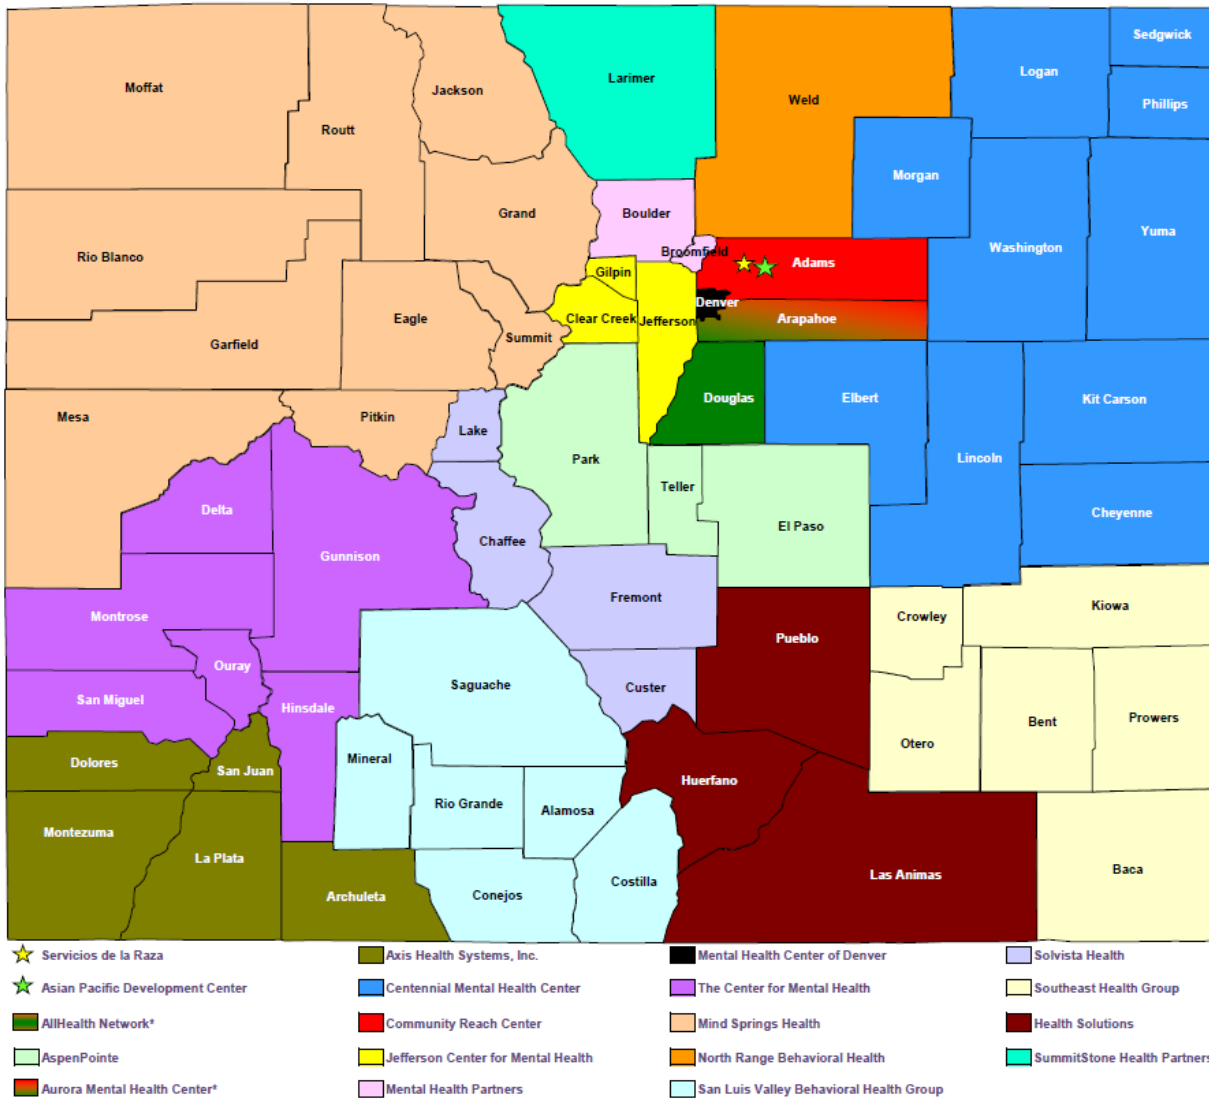 Moffat
Routt
Jackson
Larimer
Weld
Logan
Sedgwick
Phillips
Morgan
Grand
Boulder
Broomfield
Rio Blanco
Washington
Yuma
Gilpin
Adams
Denver
Eagle
Clear Creek
Jefferson
Arapahoe
Garfield
Summit
Mesa
Pitkin
Lake
Douglas
Elbert
Kit Carson
Park
Teller
Lincoln
Delta
Cheyenne
Gunnison
Chaffee
El Paso
Montrose
Fremont
Crowley
Kiowa
Ouray
Pueblo
San Miguel
Hinsdale
Saguache
Custer
Otero
Bent
Prowers
Dolores
San Juan
Mineral
Huerfano
Montezuma
Rio Grande
Alamosa
La Plata
Archuleta
Conejos
Costilla
Las Animas
Baca
Servicios de la Raza
Asian Pacific Development Center
AllHealth Network*
AspenPointe
Aurora Mental Health Center*
Axis Health Systems, Inc.
Centennial Mental Health Center
Community Reach Center
Jefferson Center for Mental Health
Mental Health Partners
Mental Health Center of Denver
The Center for Mental Health
Mind Springs Health
North Range Behavioral Health
San Luis Valley Behavioral Health Group
Solvista Health
Southeast Health Group
Health Solutions
SummitStone Health Partners